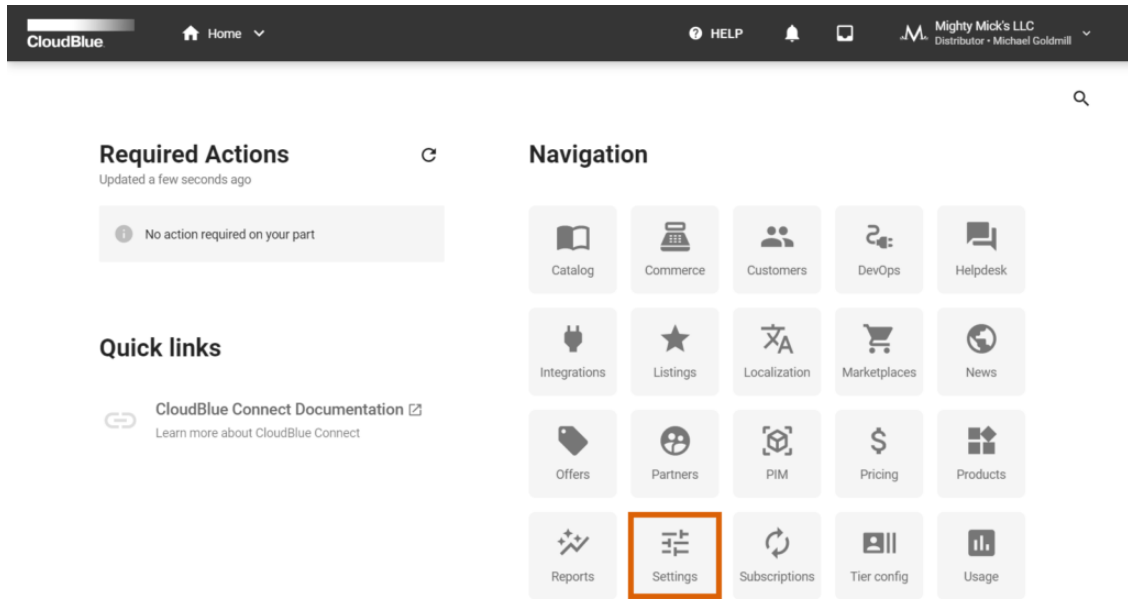 CloudBlue
Home
HELP
Mighty Mick's LLC
Distributor • Michael Goldmill
Required Actions
Updated a few seconds ago
No action required on your part
Quick links
CloudBlue Connect Documentation
Learn more about CloudBlue Connect
Navigation
Catalog
Commerce
Customers
DevOps
Helpdesk
Integrations
Listings
Localization
Marketplaces
News
Offers
Partners
PIM
Pricing
Products
Reports
Settings
Subscriptions
Tier config
Usage